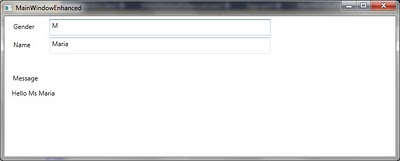 MainWindowEnhanced
Gender M
Name Maria
Message
Hello Ms Maria